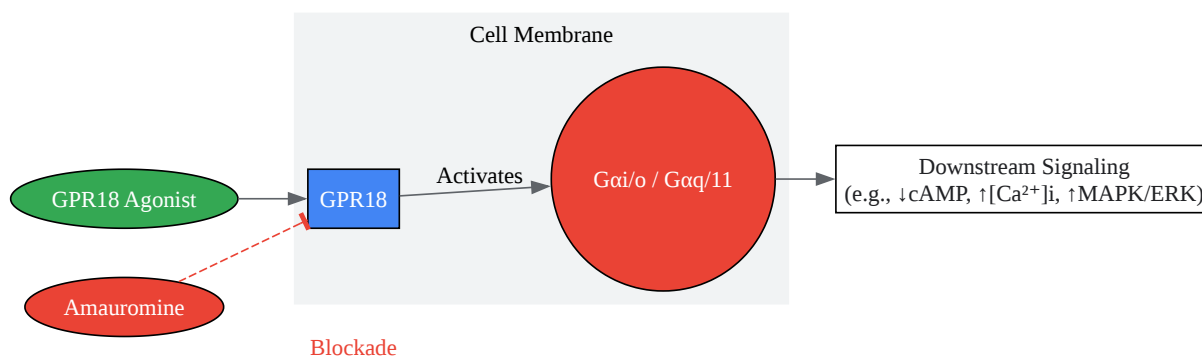 Cell Membrane
GPR18 Agonist
GPR18
Activates
Gαi/o / Gαq/11
Downstream Signaling
(e.g., ↓cAMP, ↑[Ca²⁺]i, ↑MAPK/ERK)
Amauromine
Blockade